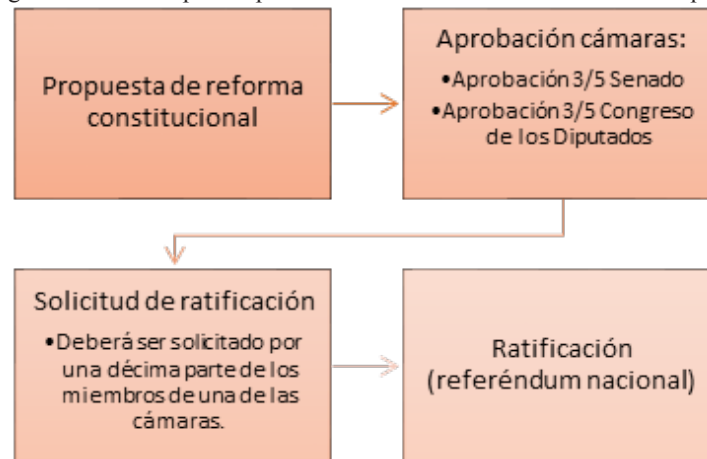 Propuesta de reforma
constitucional
Aprobación cámaras:
•Aprobación 3/5 Senado
•Aprobación 3/5 Congreso
de los Diputados
Solicitud de ratificación
•Deberá ser solicitado por
una décima parte de los
miembros de una de las
cámaras.
Ratificación
(referéndum nacional)